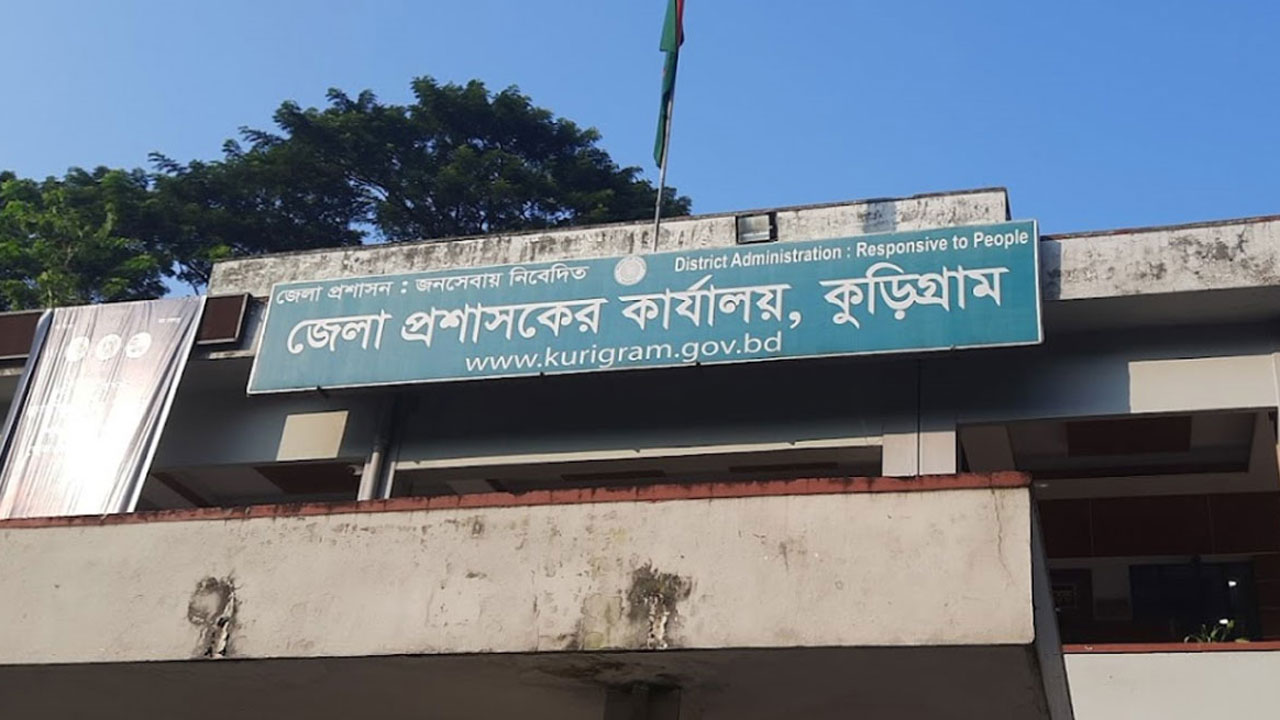 জেলা প্রশাসন : জনসেবায় নিবেদিত
District Administration : Responsive to People
জেলা প্রশাসকের কার্যালয়, কুড়িগ্রাম
www.kurigram.gov.bd